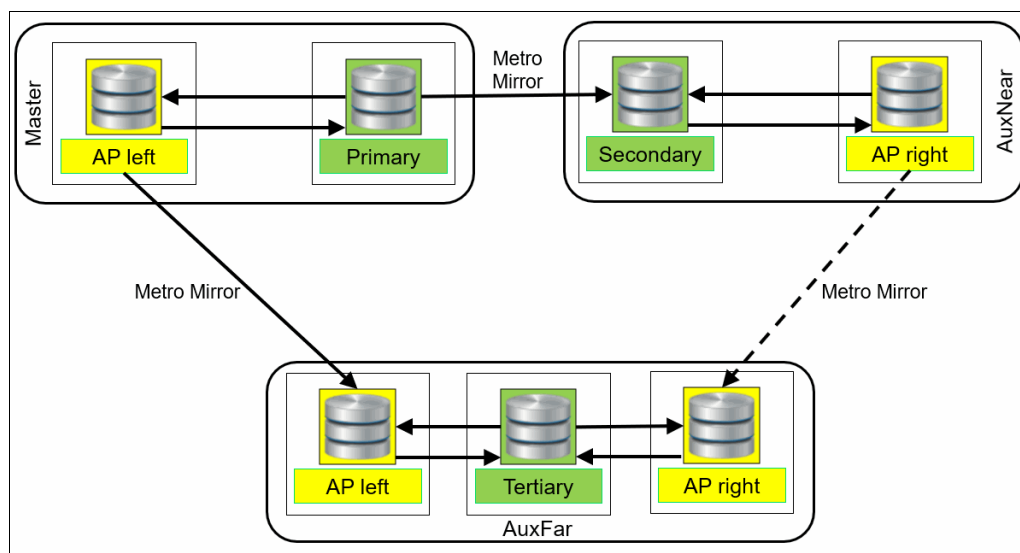 Master
AP left
Primary
Metro
Mirror
Secondary
AP right
AuxNear
Metro Mirror
Metro Mirror
AP left
Tertiary
AP right
AuxFar